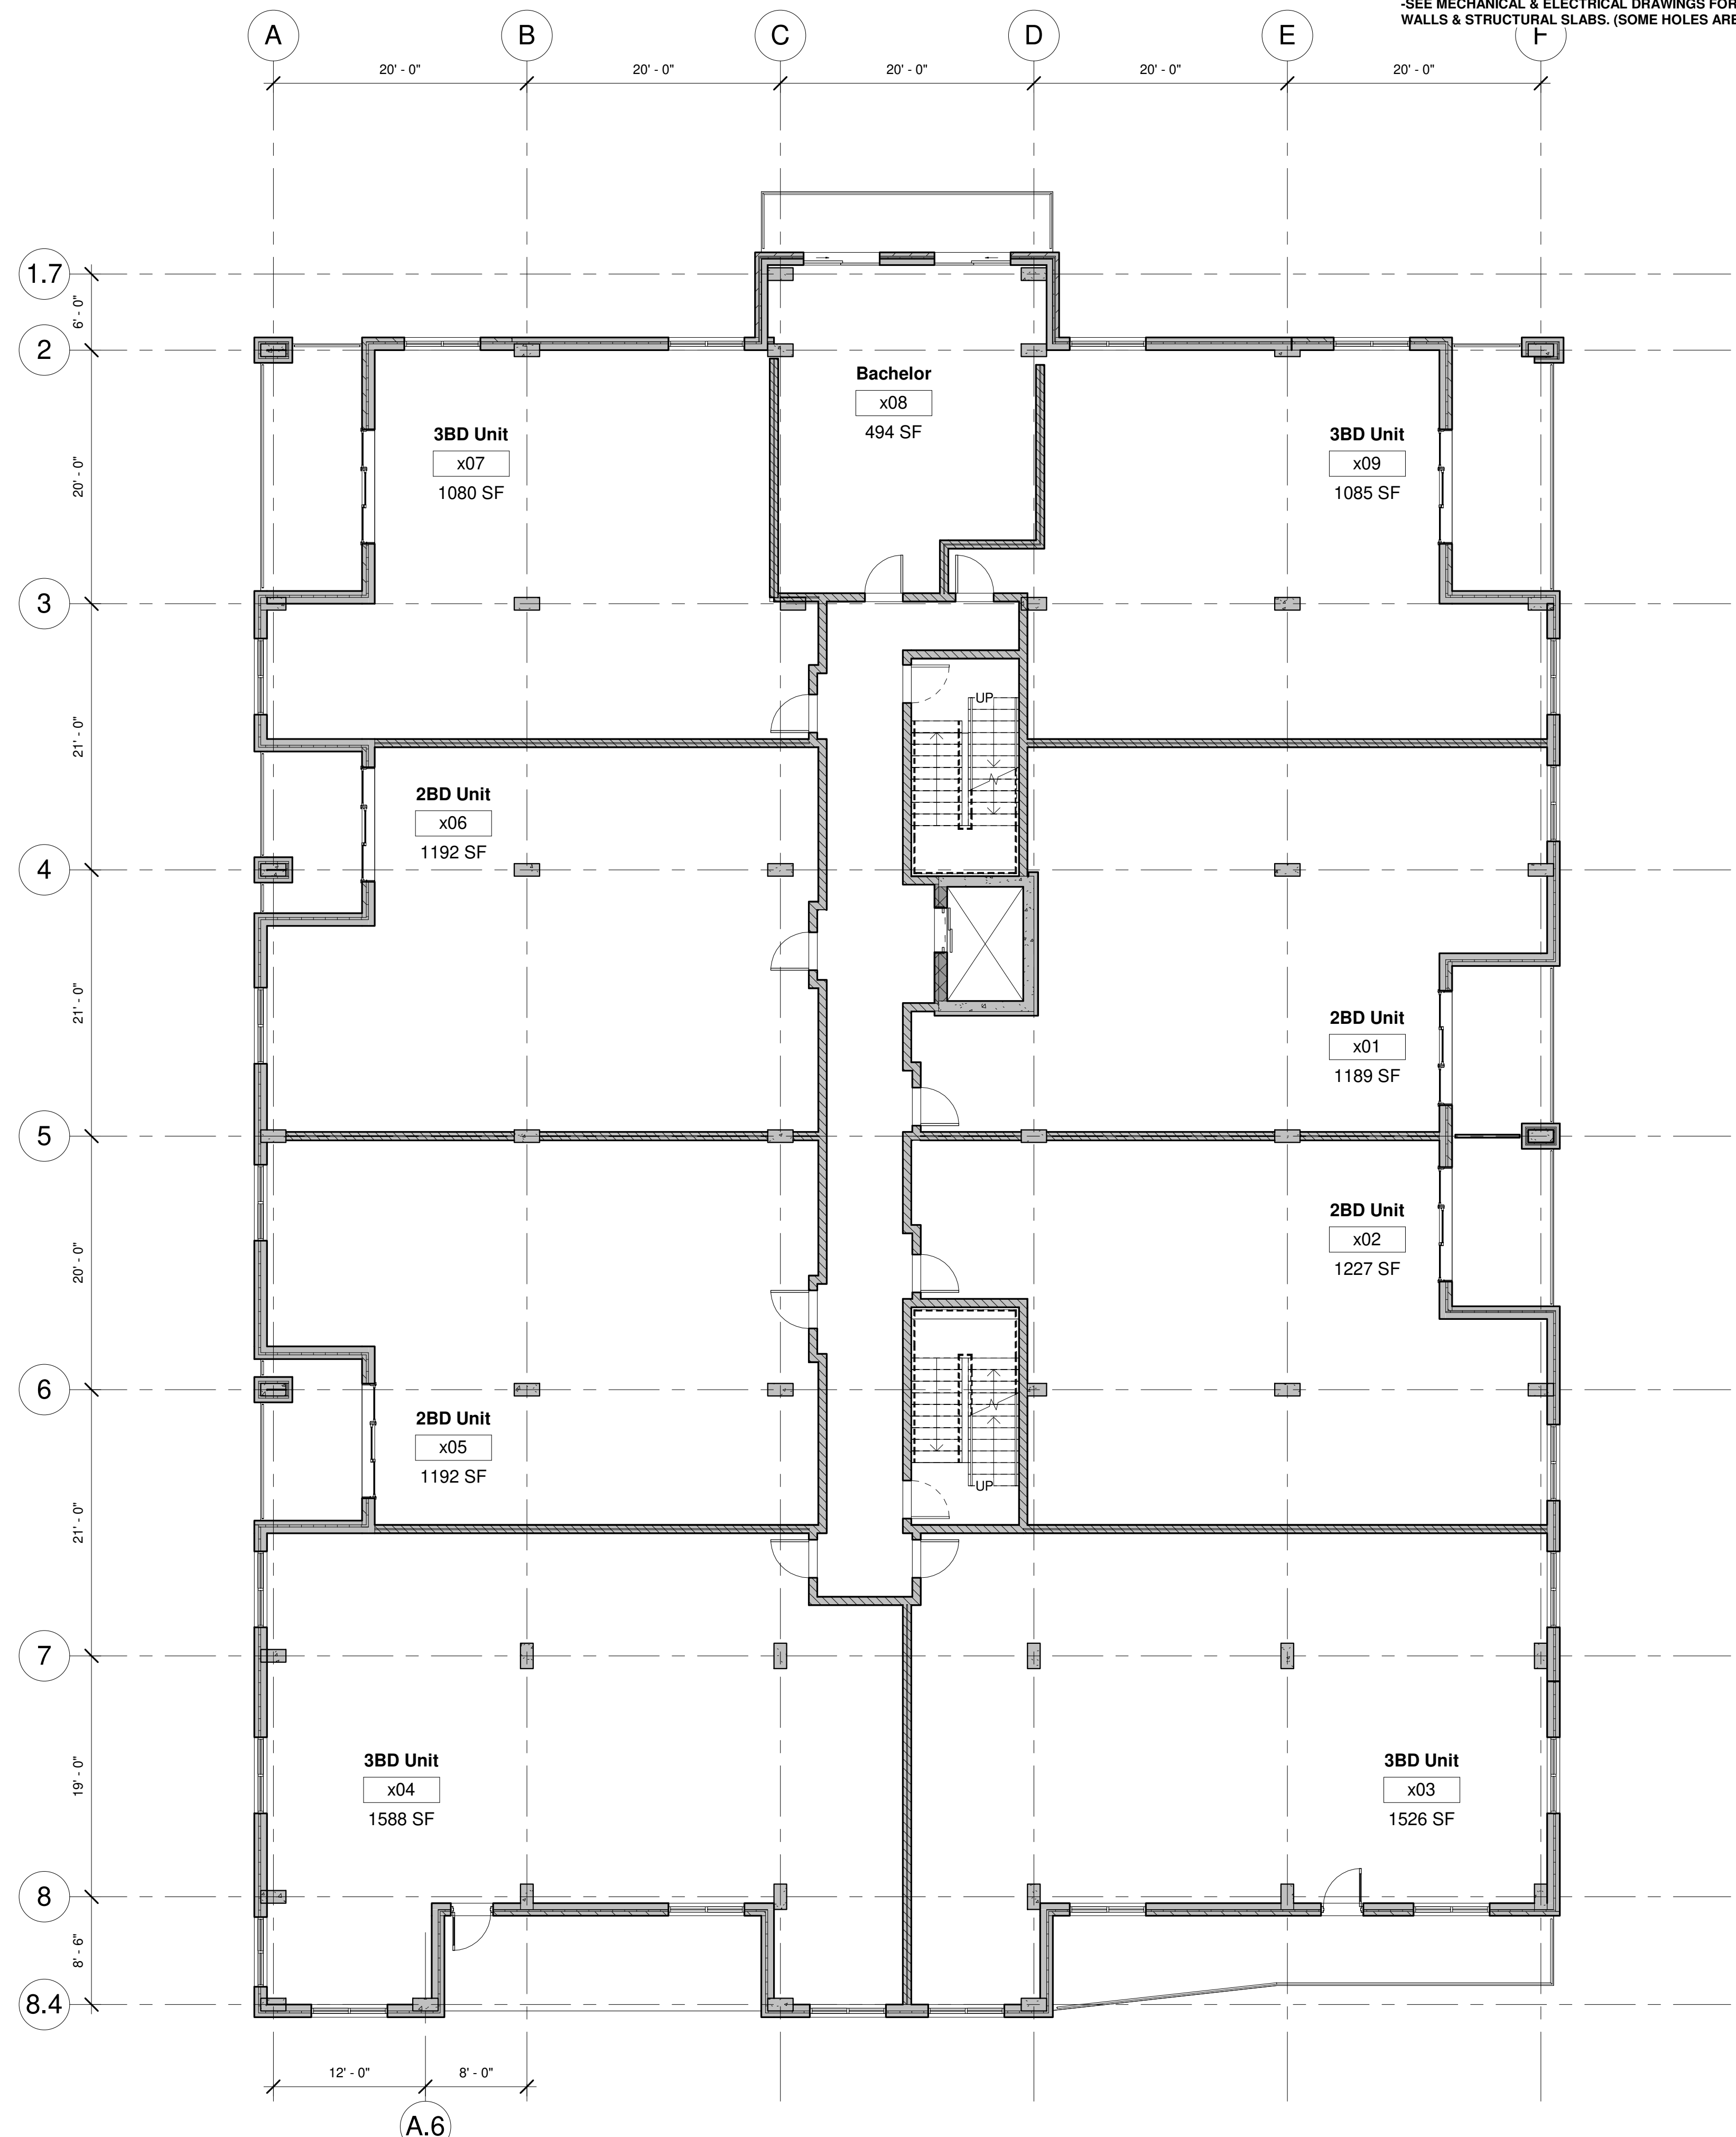 -SEE MECHANICAL & ELECTRICAL DRAWINGS FOR
WALLS & STRUCTURAL SLABS. (SOME HOLES ARE
A
B
C
D
E
F
20' - 0"
20' - 0"
20' - 0"
20' - 0"
20' - 0"
1.7
6' - 0"
2
Bachelor
x08
494 SF
3BD Unit
x07
1080 SF
3BD Unit
x09
1085 SF
20' - 0"
3
UP
21' - 0"
2BD Unit
x06
1192 SF
4
21' - 0"
2BD Unit
x01
1189 SF
5
2BD Unit
x02
1227 SF
20' - 0"
6
2BD Unit
x05
1192 SF
UP
21' - 0"
7
3BD Unit
x04
1588 SF
3BD Unit
x03
1526 SF
19' - 0"
8
8' - 6"
8.4
12' - 0"
8' - 0"
A.6